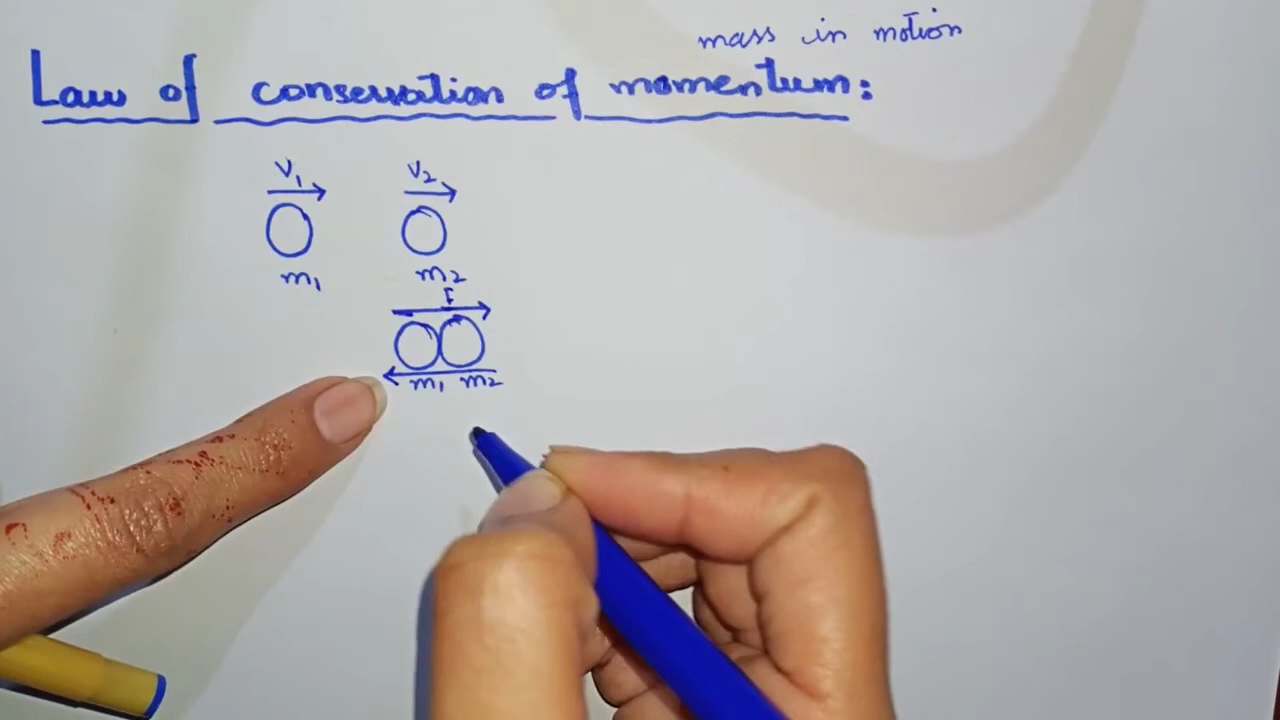 mass in motion
Law of conservation of momentum:
V1 V2
m1 m2
F
m1 m2